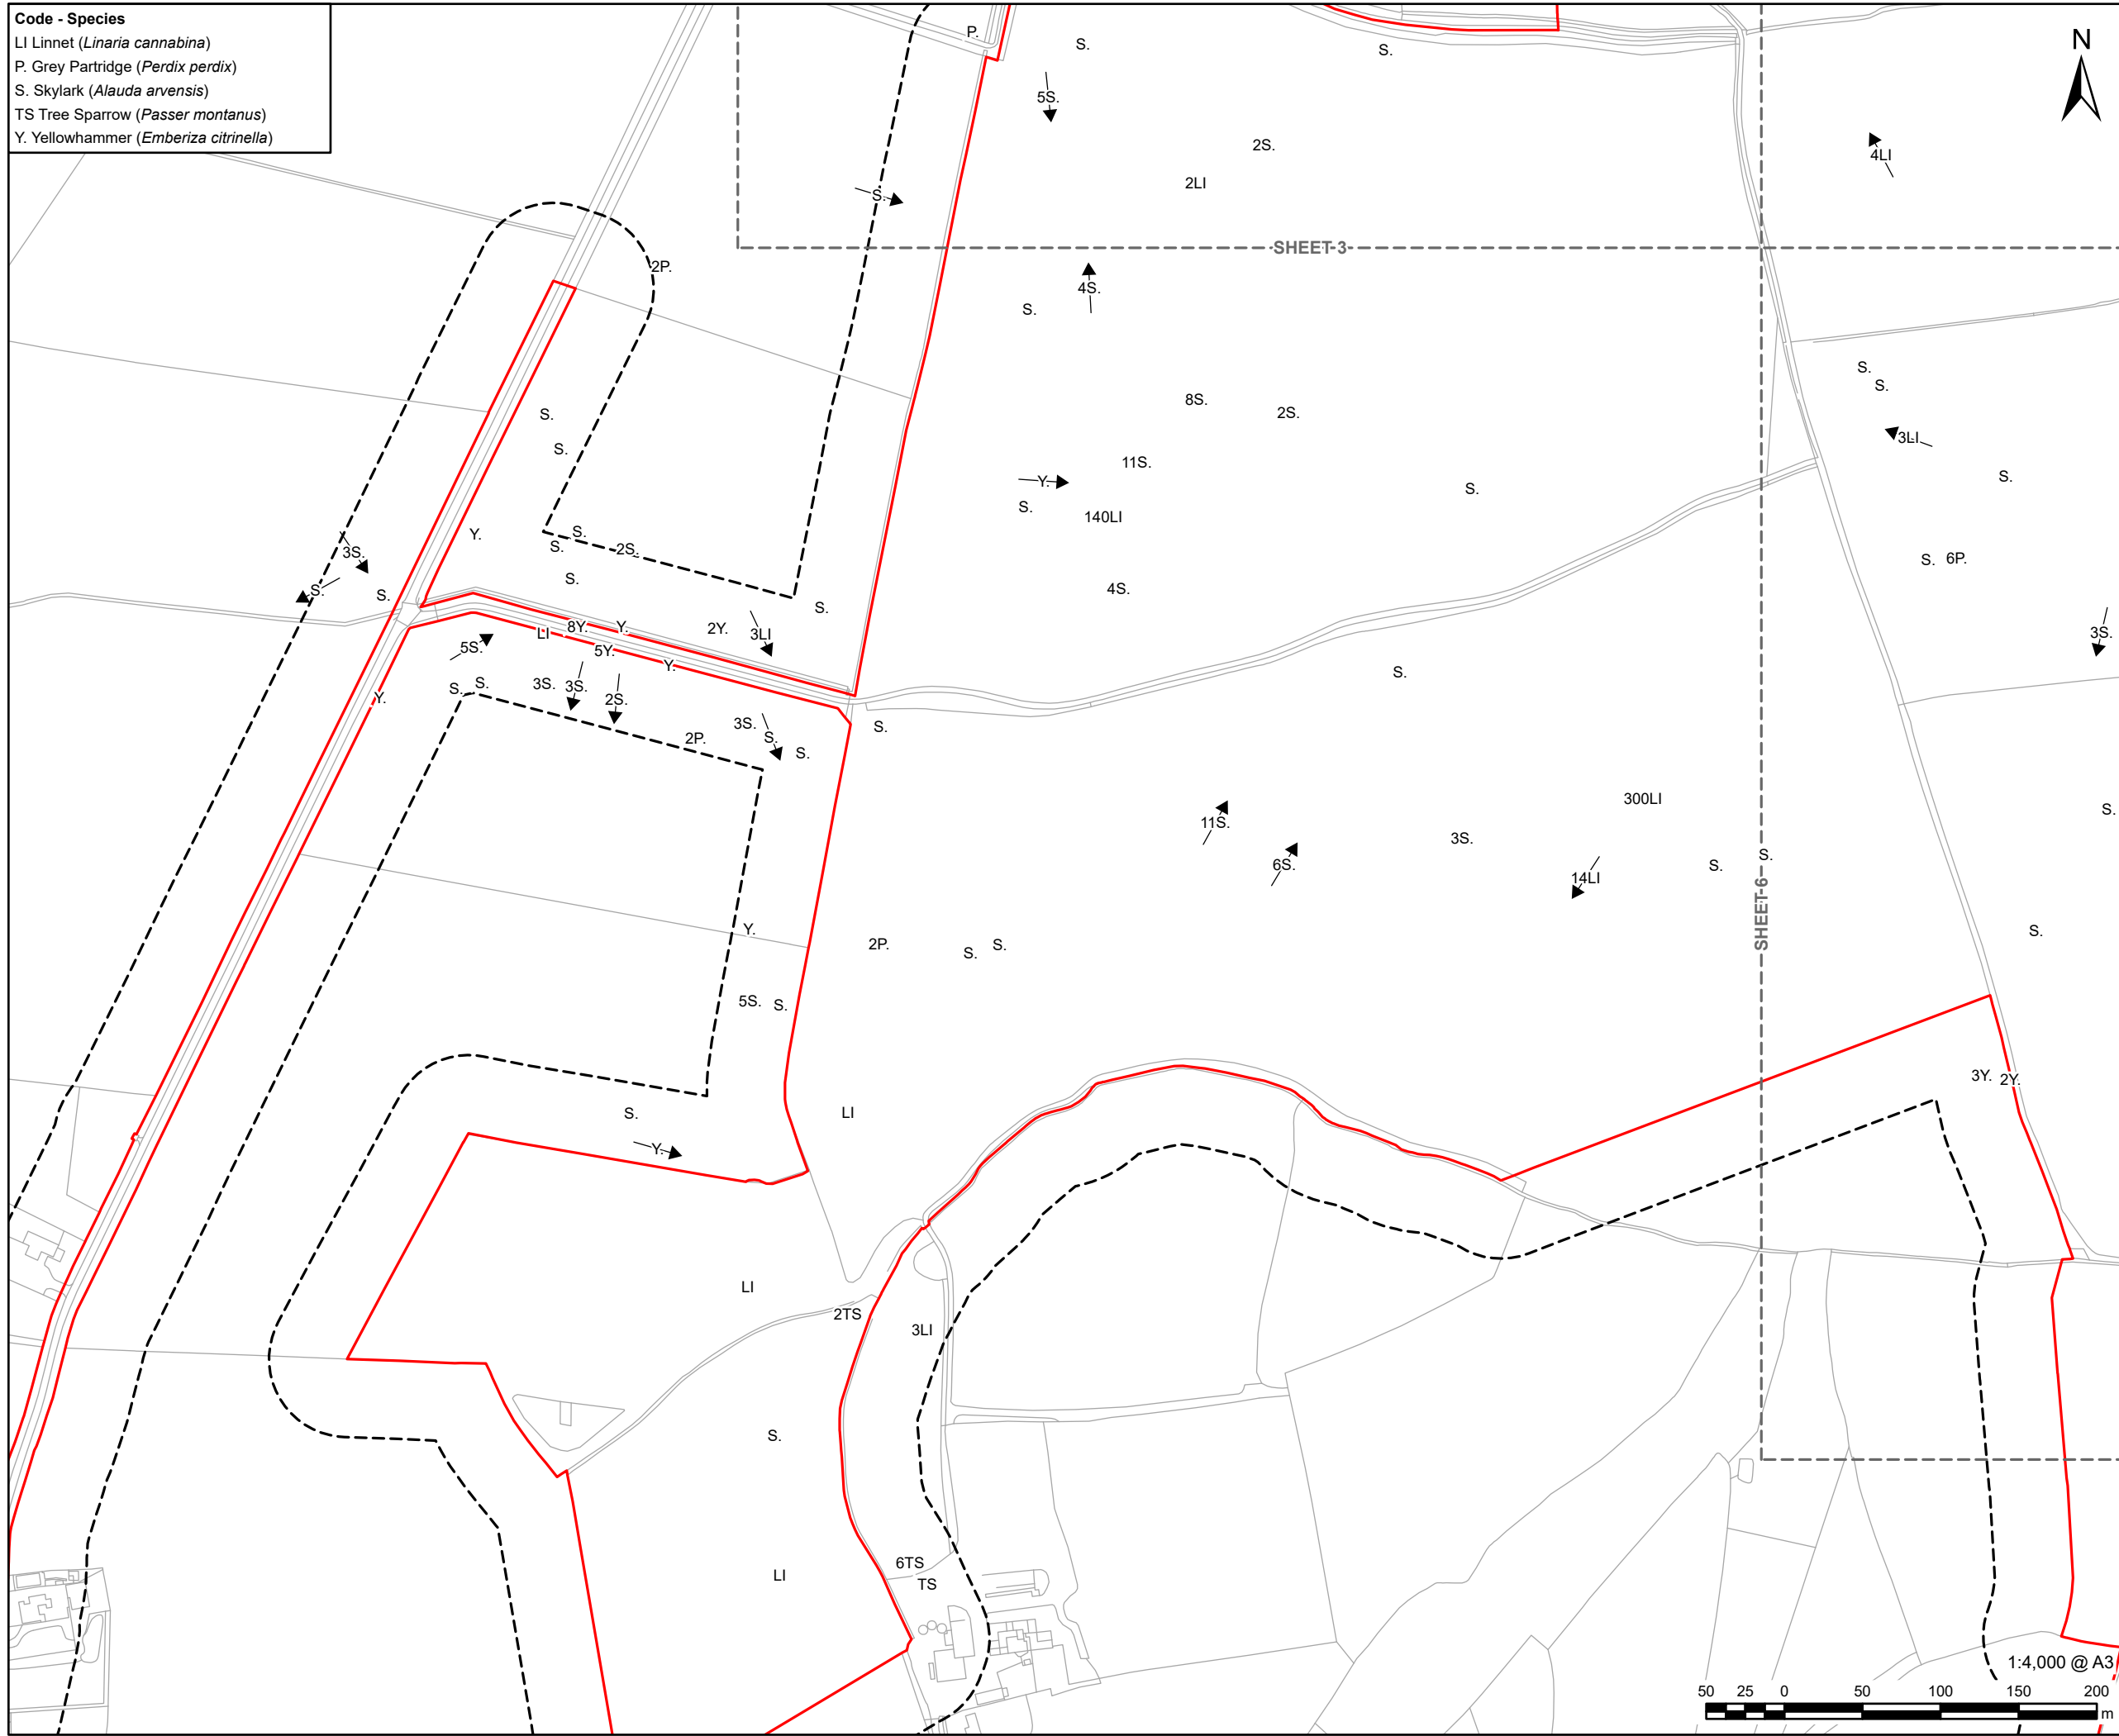 Code - Species
LI Linnet (Linaria cannabina)
P. Grey Partridge (Perdix perdix)
S. Skylark (Alauda arvensis)
TS Tree Sparrow (Passer montanus)
Y. Yellowhammer (Emberiza citrinella)
P.
S.
S.
N
5S.
2S.
4LI
2LI
S.
SHEET 3
2P.
4S.
S.
S.
S.
8S.
2S.
S.
3LI
S.
11S.
S.
S.
Y.
S.
140LI
Y.
S.
S.
2S.
3S.
S.
6P.
S.
4S.
S.
S.
S.
8Y.
Y.
2Y.
3LI
LI
3S.
5S.
5Y.
Y.
S.
S.
S.
3S.
3S.
Y.
2S.
3S.
S.
2P.
S.
S.
300LI
S.
11S.
3S.
S.
6S.
S.
14LI
SHEET 6
Y.
S.
2P.
S.
S.
5S.
S.
3Y.
2Y.
S.
LI
Y.
LI
2TS
3LI
S.
6TS
LI
TS
1:4,000 @ A3
50 25 0 50 100 150 200
m